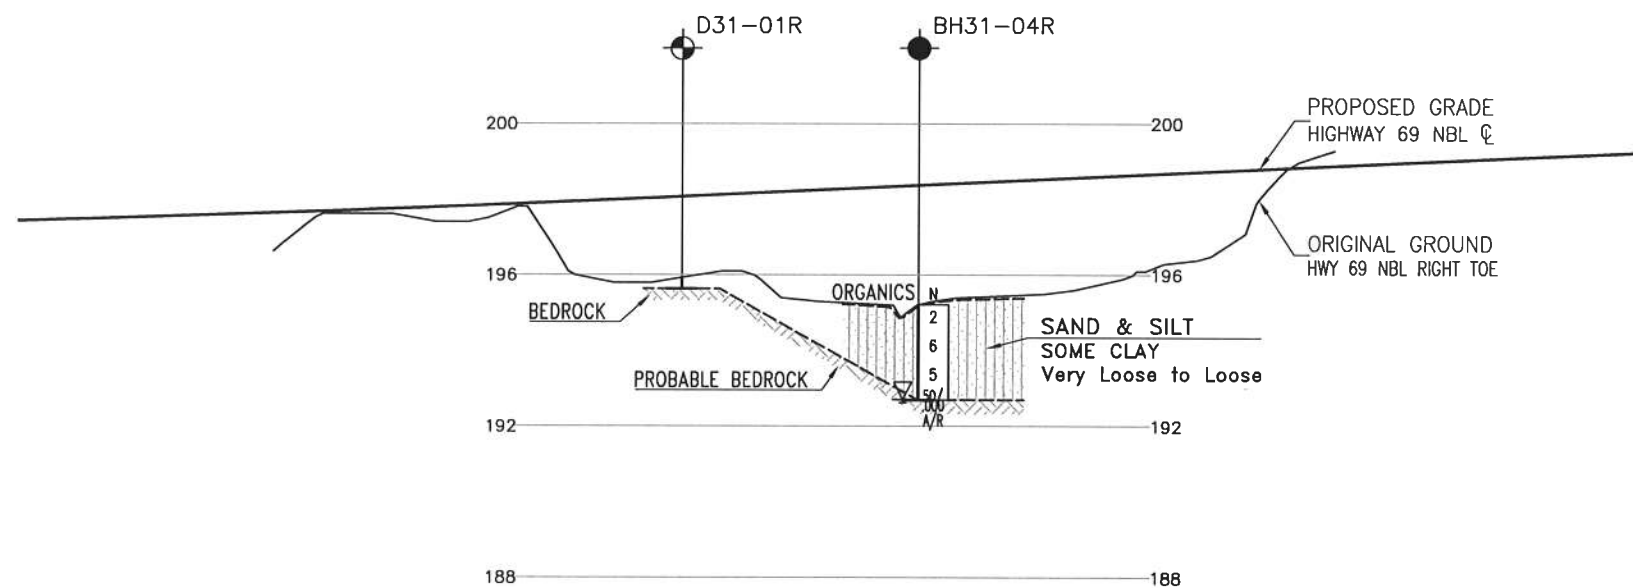 D31-01R
BH31-04R
200
200
PROPOSED GRADE
HIGHWAY 69 NBL ℄
ORIGINAL GROUND
HWY 69 NBL RIGHT TOE
196
196
ORGANICS
N
BEDROCK
2
6
5
50/
.000
A/R
SAND & SILT
SOME CLAY
Very Loose to Loose
PROBABLE BEDROCK
192
192
188
188